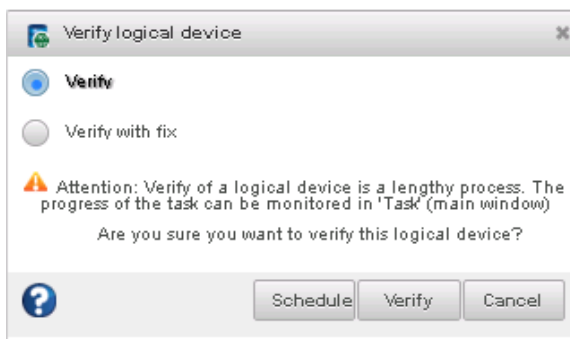 Verify logical device
Verify
Verify with fix
Attention: Verify of a logical device is a lengthy process. The
progress of the task can be monitored in 'Task' (main window)
Are you sure you want to verify this logical device?
Schedule Verify Cancel